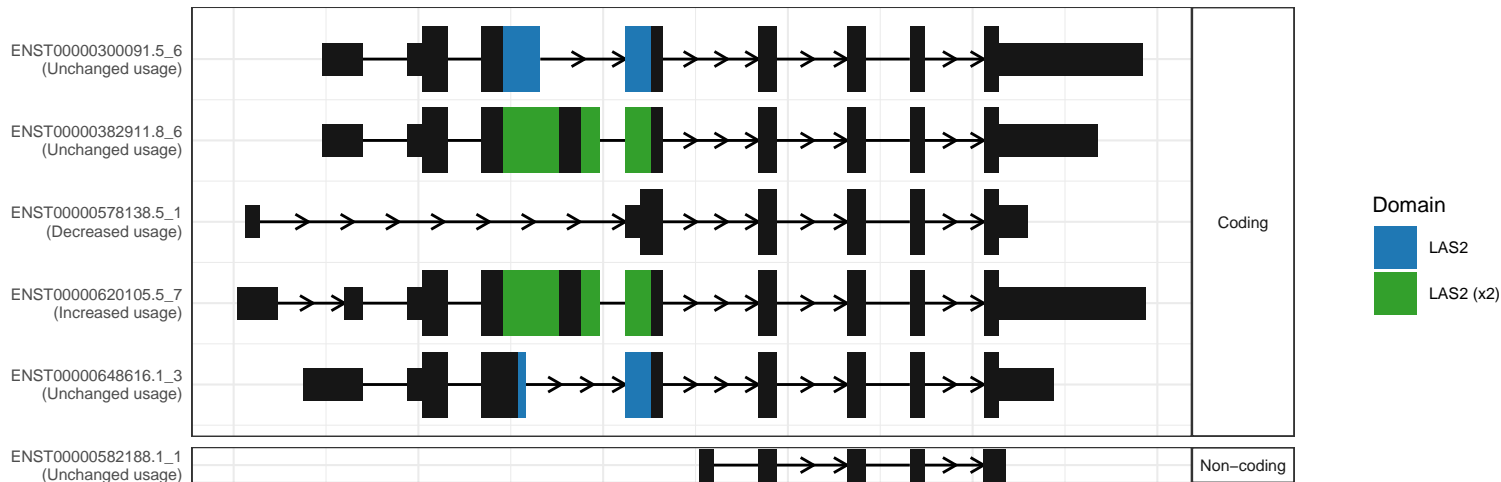 ENST00000300091.5_6
(Unchanged usage)
ENST00000382911.8_6
(Unchanged usage)
ENST00000578138.5_1
(Decreased usage)
ENST00000620105.5_7
(Increased usage)
ENST00000648616.1_3
(Unchanged usage)
ENST00000582188.1_1
(Unchanged usage)
Coding
Non−coding
Domain
LAS2
LAS2 (x2)